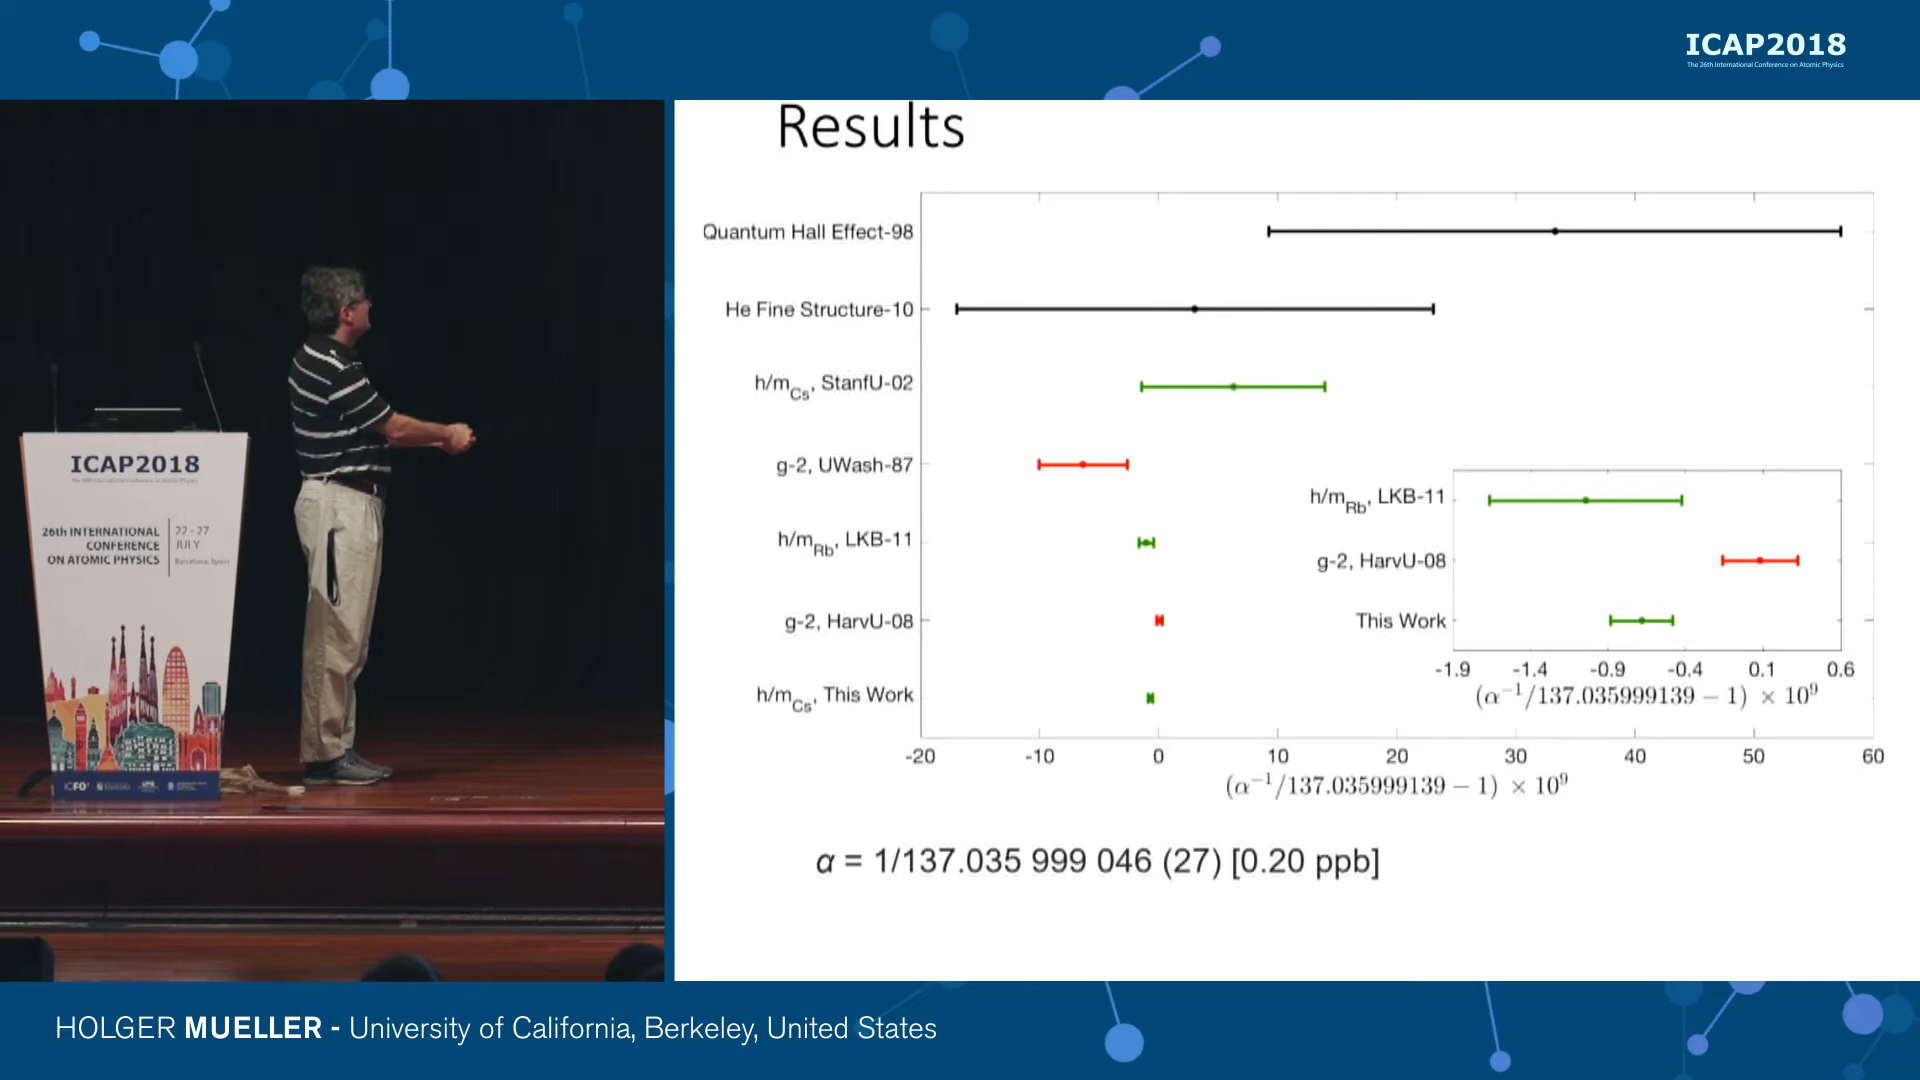 ICAP2018
The 26th International Conference on Atomic Physics
Results
Quantum Hall Effect-98
He Fine Structure-10
h/mCs, StanfU-02
g-2, UWash-87
h/mRb, LKB-11
g-2, HarvU-08
h/mCs, This Work
-20 -10 0 10 20 30 40 50 60
(α⁻¹/137.035999139 − 1) × 10⁹
h/mRb, LKB-11
g-2, HarvU-08
This Work
-1.9 -1.4 -0.9 -0.4 0.1 0.6
(α⁻¹/137.035999139 − 1) × 10⁹
α = 1/137.035 999 046 (27) [0.20 ppb]
ICAP2018
26th INTERNATIONAL
CONFERENCE
ON ATOMIC PHYSICS
22 - 27
JULY
Barcelona, Spain
ICFO
HOLGER MUELLER - University of California, Berkeley, United States